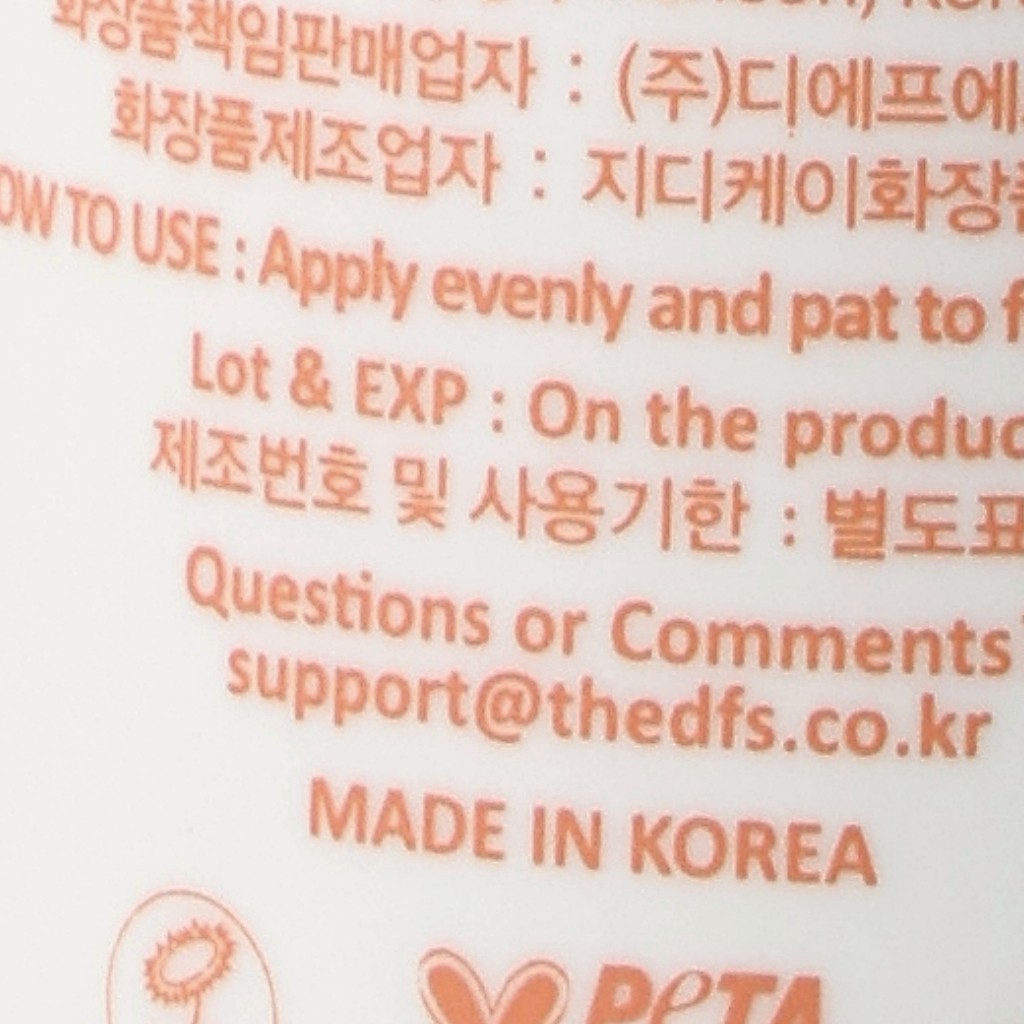 화장품책임판매업자 : (주)디에프에
화장품제조업자 : 지디케이화장품
OW TO USE : Apply evenly and pat to f
Lot & EXP : On the produc
제조번호 및 사용기한 : 별도표
Questions or Comments
support@thedfs.co.kr
MADE IN KOREA
PeTA